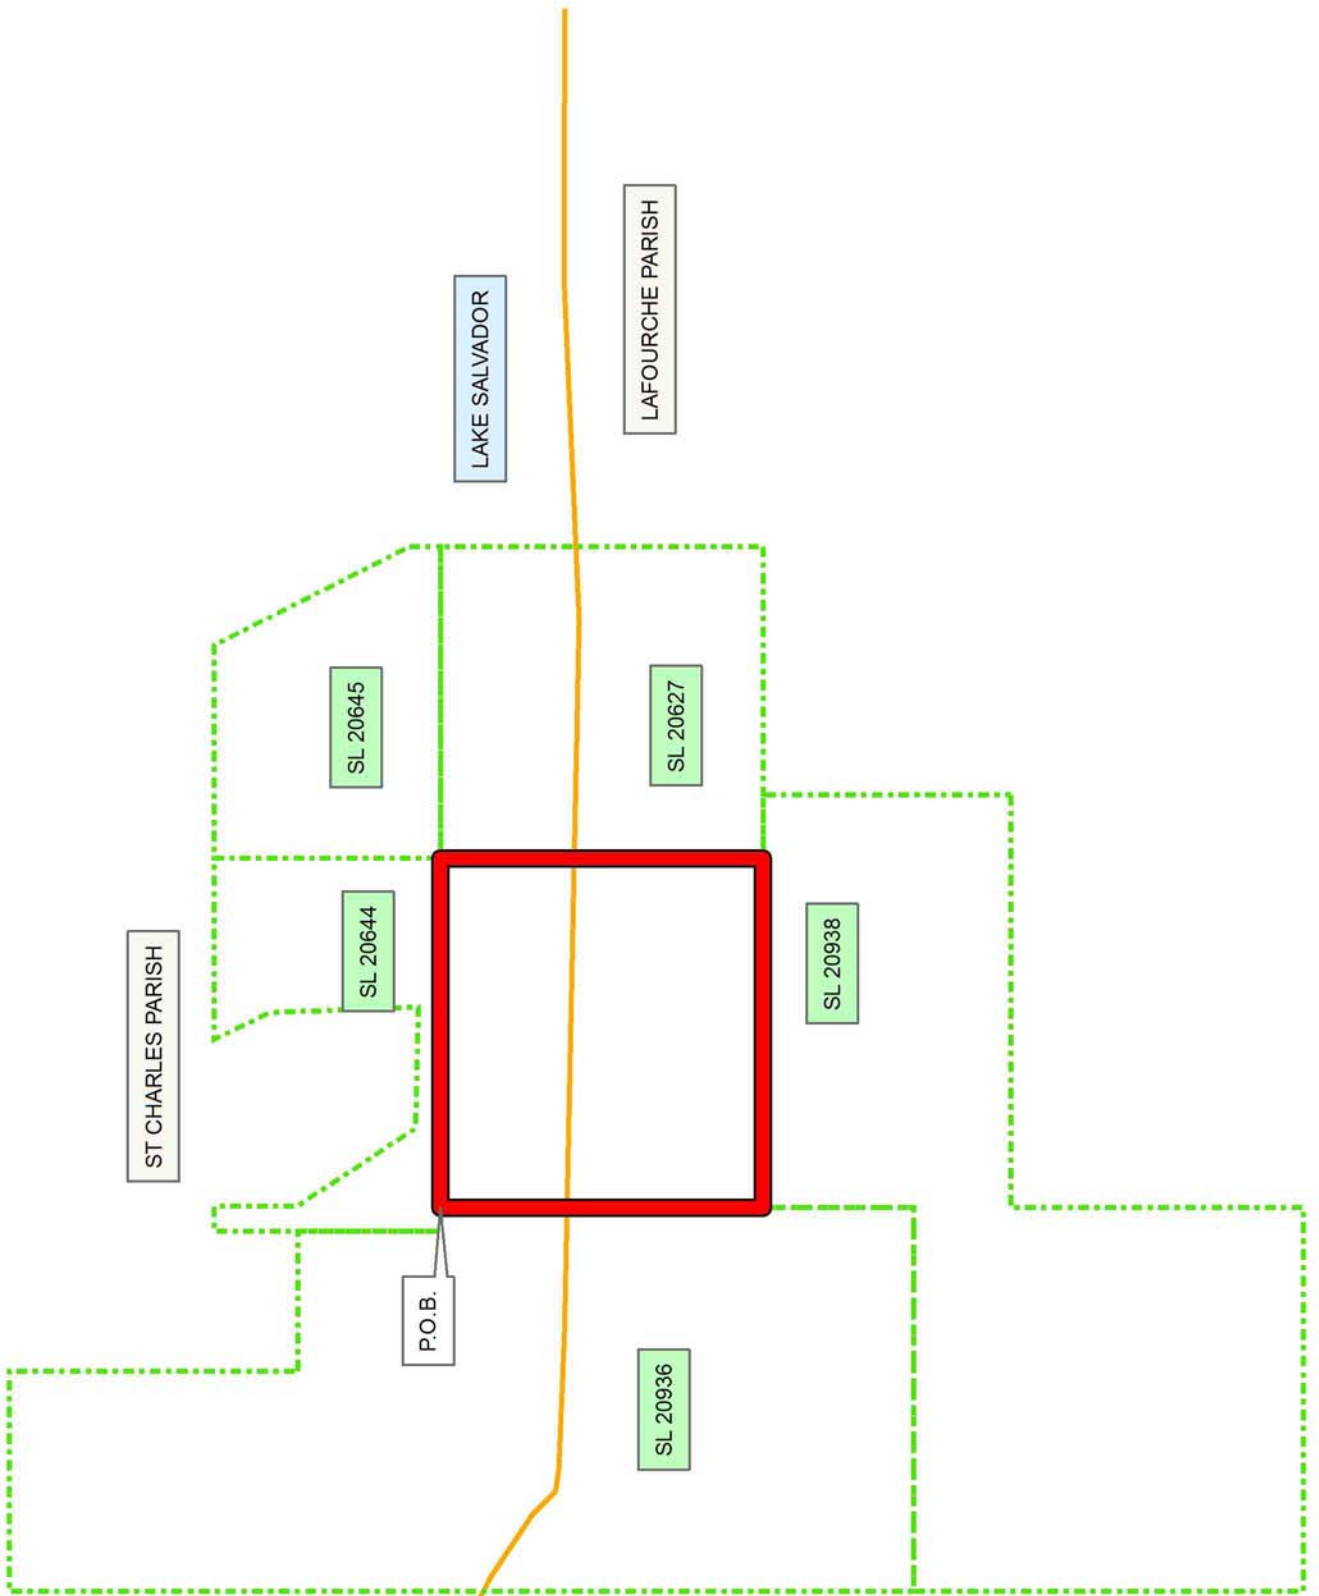 ST CHARLES PARISH
LAKE SALVADOR
LAFOURCHE PARISH
SL 20644
SL 20645
P.O.B.
SL 20936
SL 20627
SL 20938